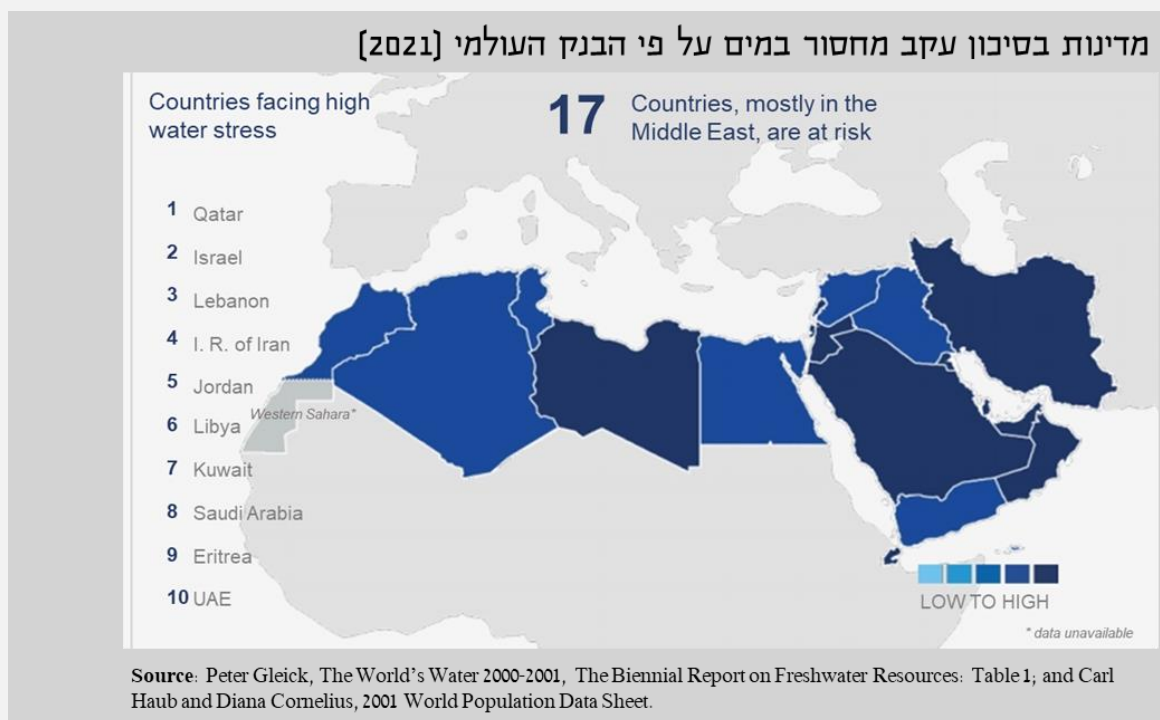 מדינות בסיכון עקב מחסור במים על פי הבנק העולמי (2021)
Countries facing high
water stress
17
Countries, mostly in the
Middle East, are at risk
1 Qatar
2 Israel
3 Lebanon
4 I. R. of Iran
5 Jordan
Western Sahara*
6 Libya
7 Kuwait
8 Saudi Arabia
9 Eritrea
10 UAE
LOW TO HIGH
* data unavailable
Source: Peter Gleick, The World's Water 2000-2001, The Biennial Report on Freshwater Resources: Table 1; and Carl
Haub and Diana Cornelius, 2001 World Population Data Sheet.